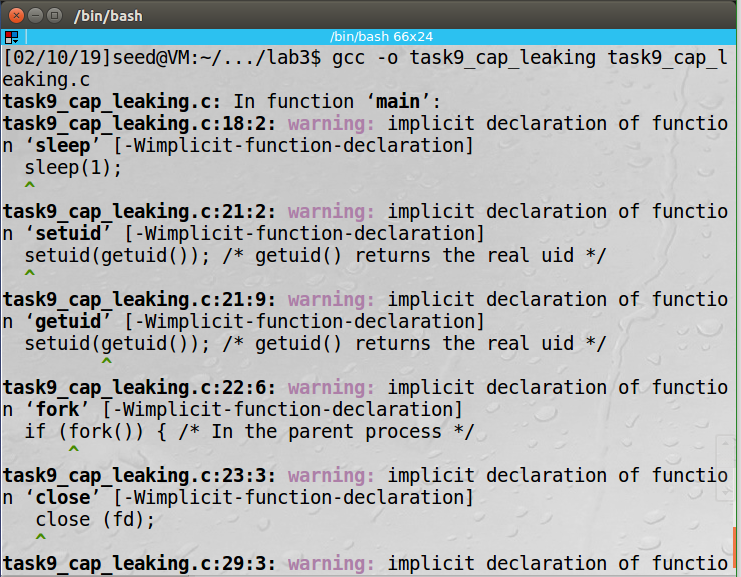 /bin/bash
/bin/bash 66x24
[02/10/19]seed@VM:~/.../lab3$ gcc -o task9_cap_leaking task9_cap_l
eaking.c
task9_cap_leaking.c: In function ‘main’:
task9_cap_leaking.c:18:2: warning: implicit declaration of functio
n ‘sleep’ [-Wimplicit-function-declaration]
  sleep(1);
  ^
task9_cap_leaking.c:21:2: warning: implicit declaration of functio
n ‘setuid’ [-Wimplicit-function-declaration]
  setuid(getuid()); /* getuid() returns the real uid */
  ^
task9_cap_leaking.c:21:9: warning: implicit declaration of functio
n ‘getuid’ [-Wimplicit-function-declaration]
  setuid(getuid()); /* getuid() returns the real uid */
         ^
task9_cap_leaking.c:22:6: warning: implicit declaration of functio
n ‘fork’ [-Wimplicit-function-declaration]
  if (fork()) { /* In the parent process */
      ^
task9_cap_leaking.c:23:3: warning: implicit declaration of functio
n ‘close’ [-Wimplicit-function-declaration]
   close (fd);
   ^
task9_cap_leaking.c:29:3: warning: implicit declaration of functio